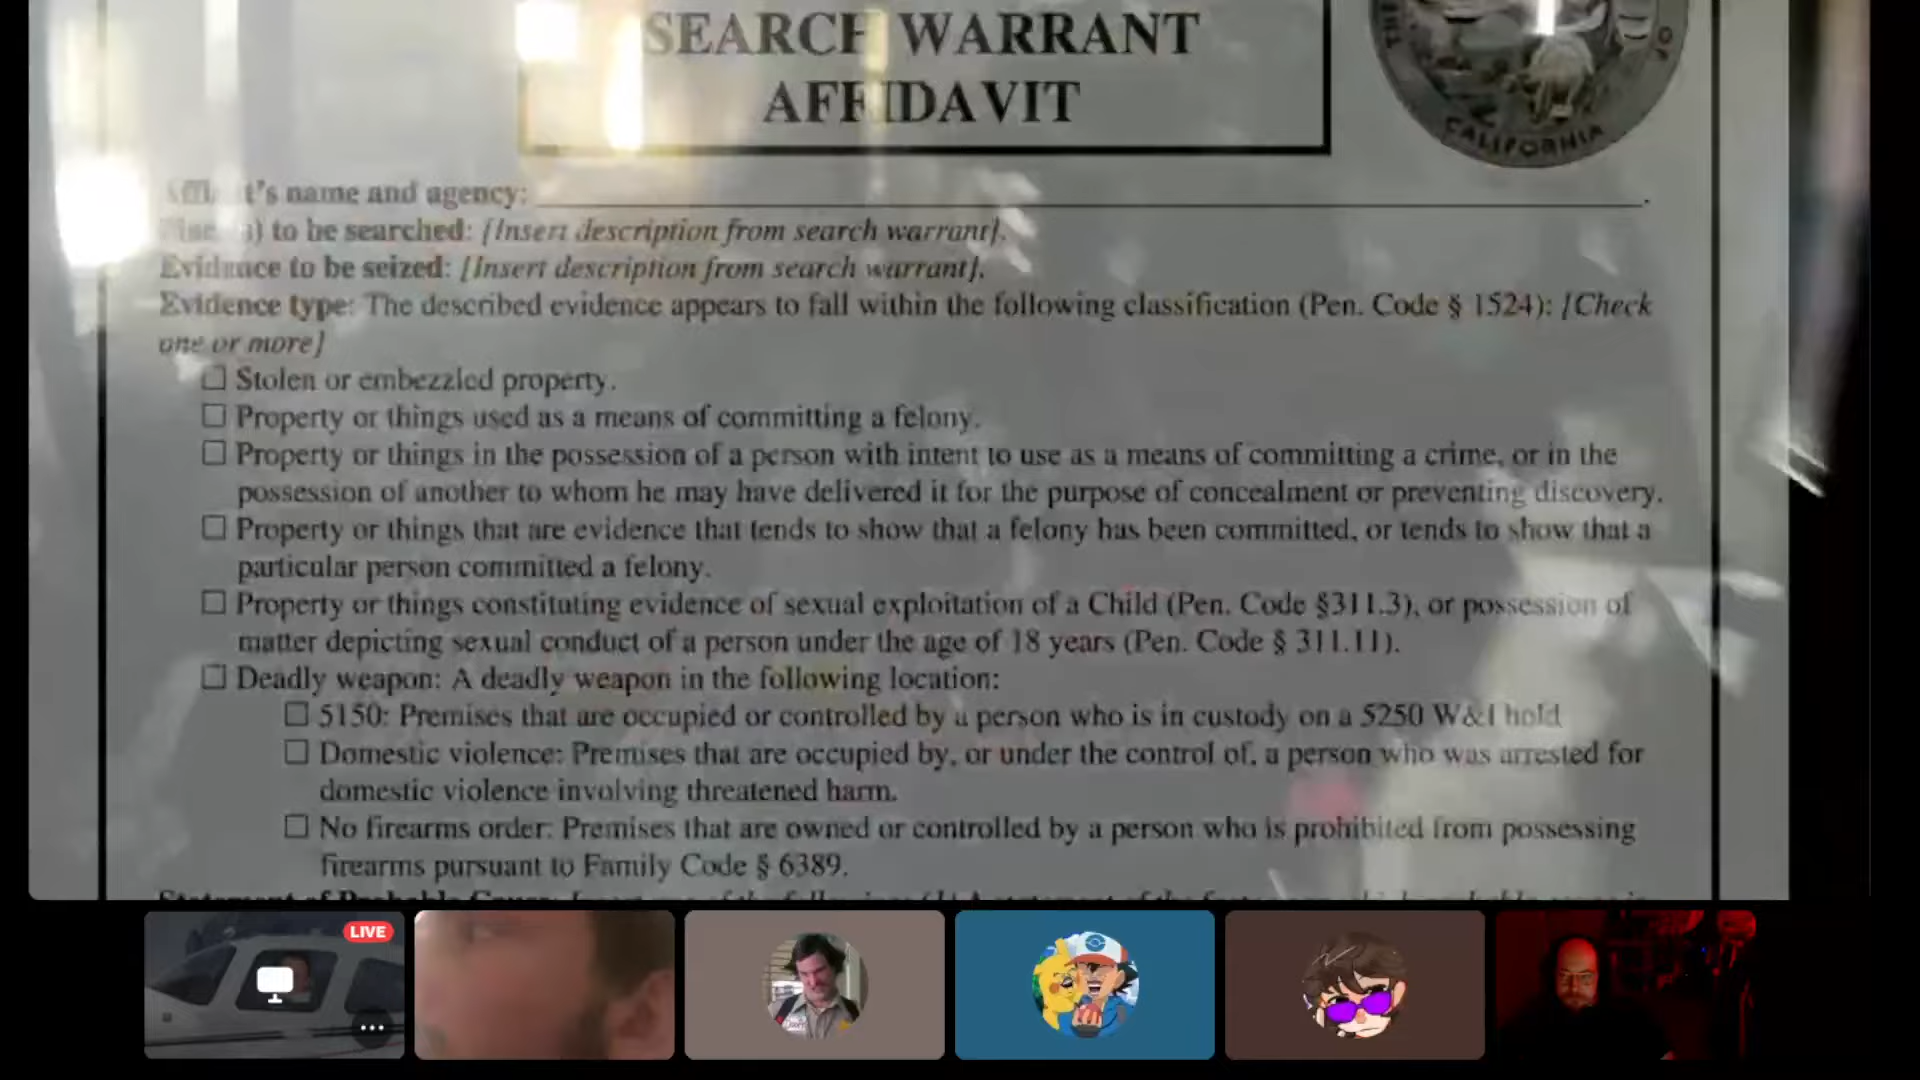 SEARCH WARRANT
AFFIDAVIT
CALIFORNIA
THE
OF
Affiant's name and agency:
to be searched: [Insert description from search warrant].
Evidence to be seized: [Insert description from search warrant].
Evidence type: The described evidence appears to fall within the following classification (Pen. Code § 1524): [Check
one or more]
☐ Stolen or embezzled property.
☐ Property or things used as a means of committing a felony.
☐ Property or things in the possession of a person with intent to use as a means of committing a crime, or in the
possession of another to whom he may have delivered it for the purpose of concealment or preventing discovery.
☐ Property or things that are evidence that tends to show that a felony has been committed, or tends to show that a
particular person committed a felony.
☐ Property or things constituting evidence of sexual exploitation of a Child (Pen. Code §311.3), or possession of
matter depicting sexual conduct of a person under the age of 18 years (Pen. Code § 311.11).
☐ Deadly weapon: A deadly weapon in the following location:
☐ 5150: Premises that are occupied or controlled by a person who is in custody on a 5250 W&I hold
☐ Domestic violence: Premises that are occupied by, or under the control of, a person who was arrested for
domestic violence involving threatened harm.
☐ No firearms order: Premises that are owned or controlled by a person who is prohibited from possessing
firearms pursuant to Family Code § 6389.
Statement of Probable Cause:
LIVE